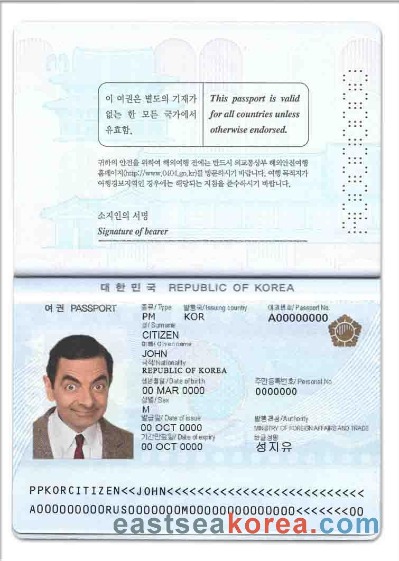 이 여권은 별도의 기재가
없는 한 모든 국가에서
유효함.
This passport is valid
for all countries unless
otherwise endorsed.
귀하의 안전을 위하여 해외여행 전에는 반드시 외교통상부 해외안전여행
홈페이지(http://www.0404.go.kr)를 방문하시기 바랍니다. 여행 목적지가
여행경보지역인 경우에는 해당되는 지침을 준수하시기 바랍니다.
소지인의 서명
Signature of bearer
대한민국 REPUBLIC OF KOREA
여권 PASSPORT
종류/Type 발행국/Issuing country 여권번호/Passport No.
PM KOR A00000000
성/Surname
CITIZEN
이름/Given name
JOHN
국적/Nationality
REPUBLIC OF KOREA
생년월일/Date of birth 주민등록번호/Personal No.
00 MAR 0000 0000000
성별/Sex
M
발급일/Date of issue 발행관청/Authority
00 OCT 0000 MINISTRY OF FOREIGN AFFAIRS AND TRADE
기간만료일/Date of expiry 한글성명
00 OCT 0000 성지유
PPKORCITIZEN<<JOHN<<<<<<<<<<<<<<<<<<<<<<<<<<
A000000000RUS0000000M00000000000000<<<<<<<00
eastseakorea.com